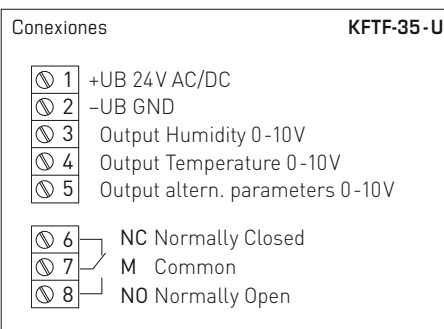 Conexiones KFTF-35-U
1 +UB 24V AC/DC
2 –UB GND
3 Output Humidity 0-10V
4 Output Temperature 0-10V
5 Output altern. parameters 0-10V
6 NC Normally Closed
7 M Common
8 NO Normally Open